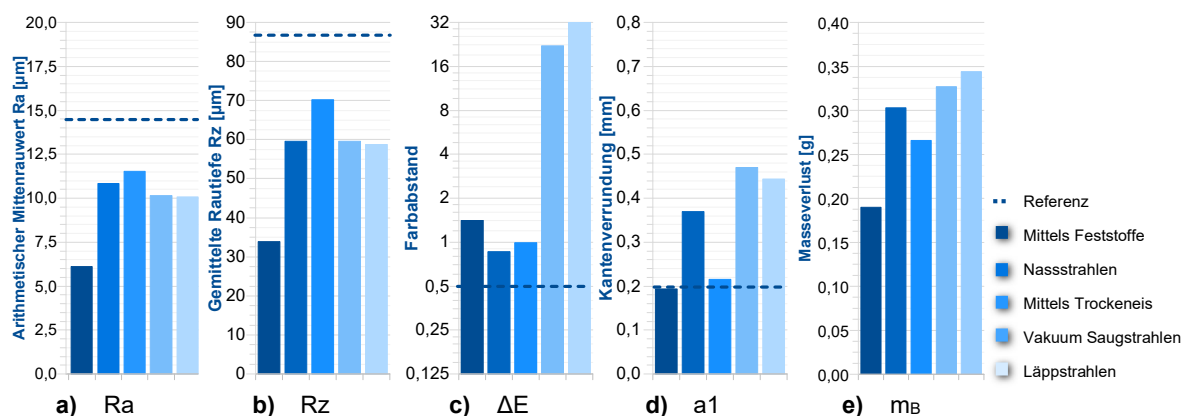 Arithmetischer Mittenrauwert Ra [µm]
20,0
17,5
15,0
12,5
10,0
7,5
5,0
2,5
0,0
a) Ra
Gemittelte Rautiefe Rz [µm]
90
80
70
60
50
40
30
20
10
0
b) Rz
Farbabstand
32
16
8
4
2
1
0,5
0,25
0,125
c) ΔE
Kantenverrundung [mm]
0,8
0,7
0,6
0,5
0,4
0,3
0,2
0,1
0,0
d) a1
Masseverlust [g]
0,40
0,35
0,30
0,25
0,20
0,15
0,10
0,05
0,00
e) mB
Referenz
Mittels Feststoffe
Nassstrahlen
Mittels Trockeneis
Vakuum Saugstrahlen
Läppstrahlen